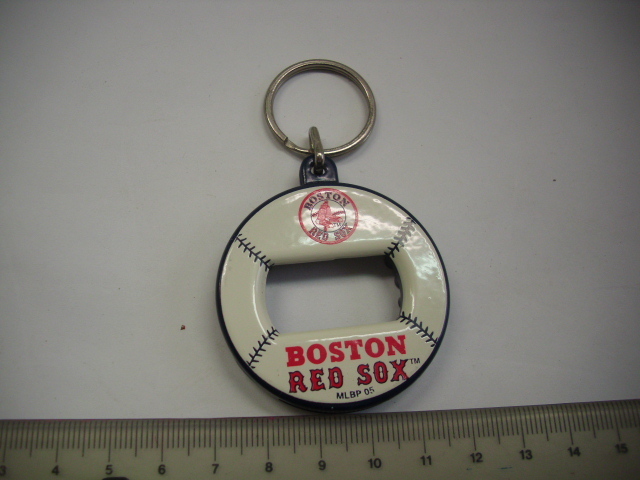 BOSTON
RED SOX
BOSTON
RED SOX™
MLBP 05
3 4 5 6 7 8 9 10 11 12 13 14 15